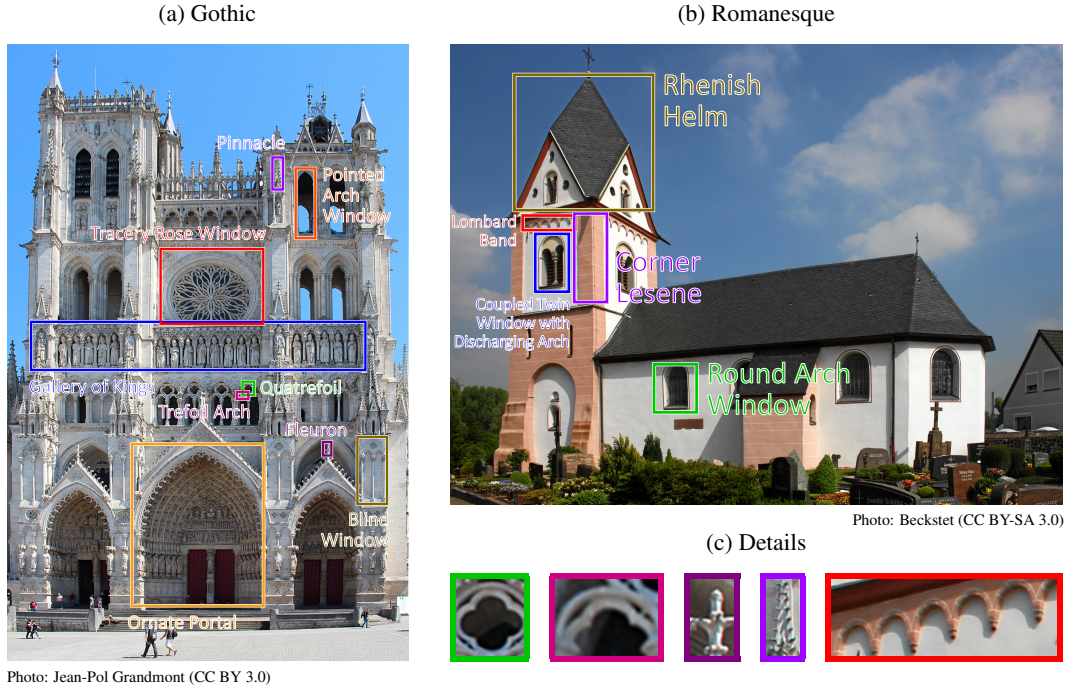 (a) Gothic
Pinnacle
Pointed
Arch
Window
Tracery Rose Window
Gallery of Kings
Quatrefoil
Trefoil Arch
Fleuron
Blind
Window
Ornate Portal
Photo: Jean-Pol Grandmont (CC BY 3.0)
(b) Romanesque
Rhenish
Helm
Lombard
Band
Corner
Lesene
Coupled Twin
Window with
Discharging Arch
Round Arch
Window
Photo: Beckstet (CC BY-SA 3.0)
(c) Details